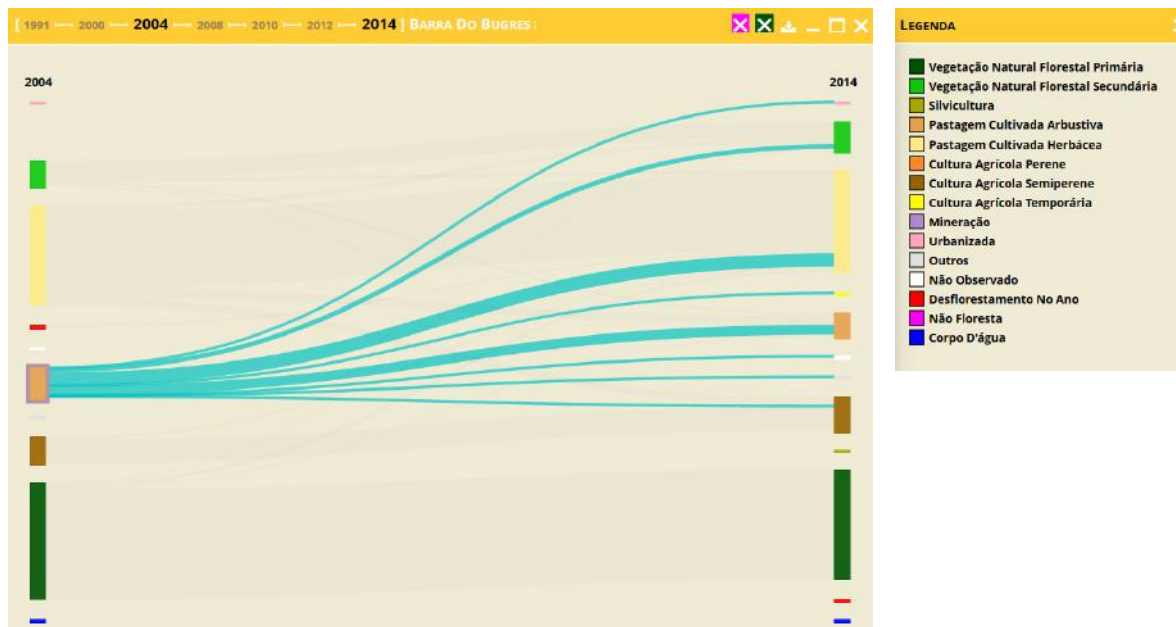 [ 1991 — 2000 — 2004 — 2008 — 2010 — 2012 — 2014 ] BARRA DO BUGRES :
2004
2014
LEGENDA
Vegetação Natural Florestal Primária
Vegetação Natural Florestal Secundária
Silvicultura
Pastagem Cultivada Arbustiva
Pastagem Cultivada Herbácea
Cultura Agrícola Perene
Cultura Agrícola Semiperene
Cultura Agrícola Temporária
Mineração
Urbanizada
Outros
Não Observado
Desflorestamento No Ano
Não Floresta
Corpo D'água